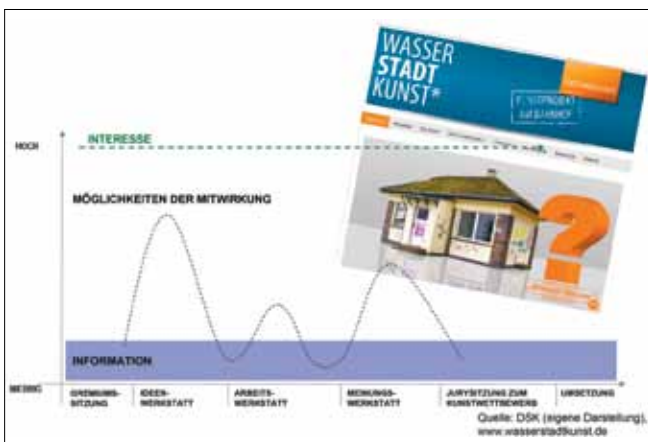 WASSER
STADT
KUNST*
HOCH
INTERESSE
MÖGLICHKEITEN DER MITWIRKUNG
?
INFORMATION
NIEDRIG
GREMIUMS-
SITZUNG
IDEEN-
WERKSTATT
ARBEITS-
WERKSTATT
MEINUNGS-
WERKSTATT
JURYSITZUNG ZUM
KUNSTWETTBEWERB
UMSETZUNG
Quelle: DSK (eigene Darstellung),
www.wasserstadtkunst.de